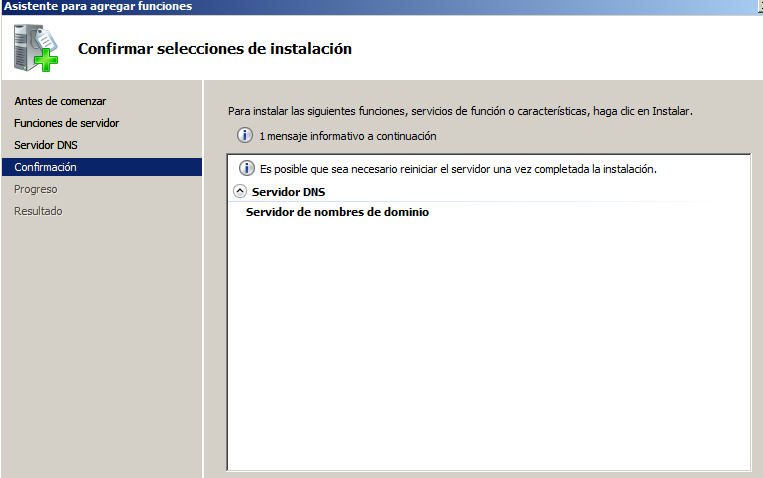 Asistente para agregar funciones
Confirmar selecciones de instalación
Antes de comenzar
Funciones de servidor
Servidor DNS
Confirmación
Progreso
Resultado
Para instalar las siguientes funciones, servicios de función o características, haga clic en Instalar.
1 mensaje informativo a continuación
Es posible que sea necesario reiniciar el servidor una vez completada la instalación.
Servidor DNS
Servidor de nombres de dominio